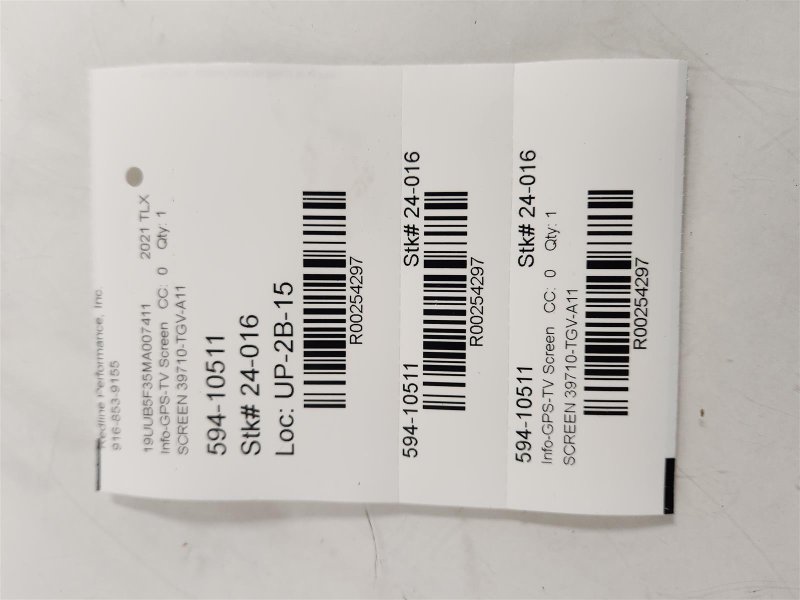 Redline Performance, Inc.
916-853-9155
19UUB5F35MA007411 2021 TLX
Info-GPS-TV Screen CC: 0 Qty: 1
SCREEN 39710-TGV-A11
594-10511
Stk# 24-016
Loc: UP-2B-15
R00254297
594-10511 Stk# 24-016
R00254297
594-10511 Stk# 24-016
Info-GPS-TV Screen CC: 0 Qty: 1
SCREEN 39710-TGV-A11
R00254297